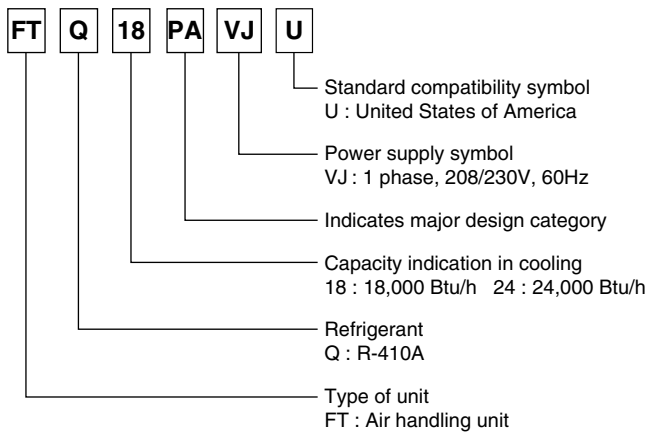 FT Q 18 PA VJ U
Standard compatibility symbol
U : United States of America
Power supply symbol
VJ : 1 phase, 208/230V, 60Hz
Indicates major design category
Capacity indication in cooling
18 : 18,000 Btu/h 24 : 24,000 Btu/h
Refrigerant
Q : R-410A
Type of unit
FT : Air handling unit